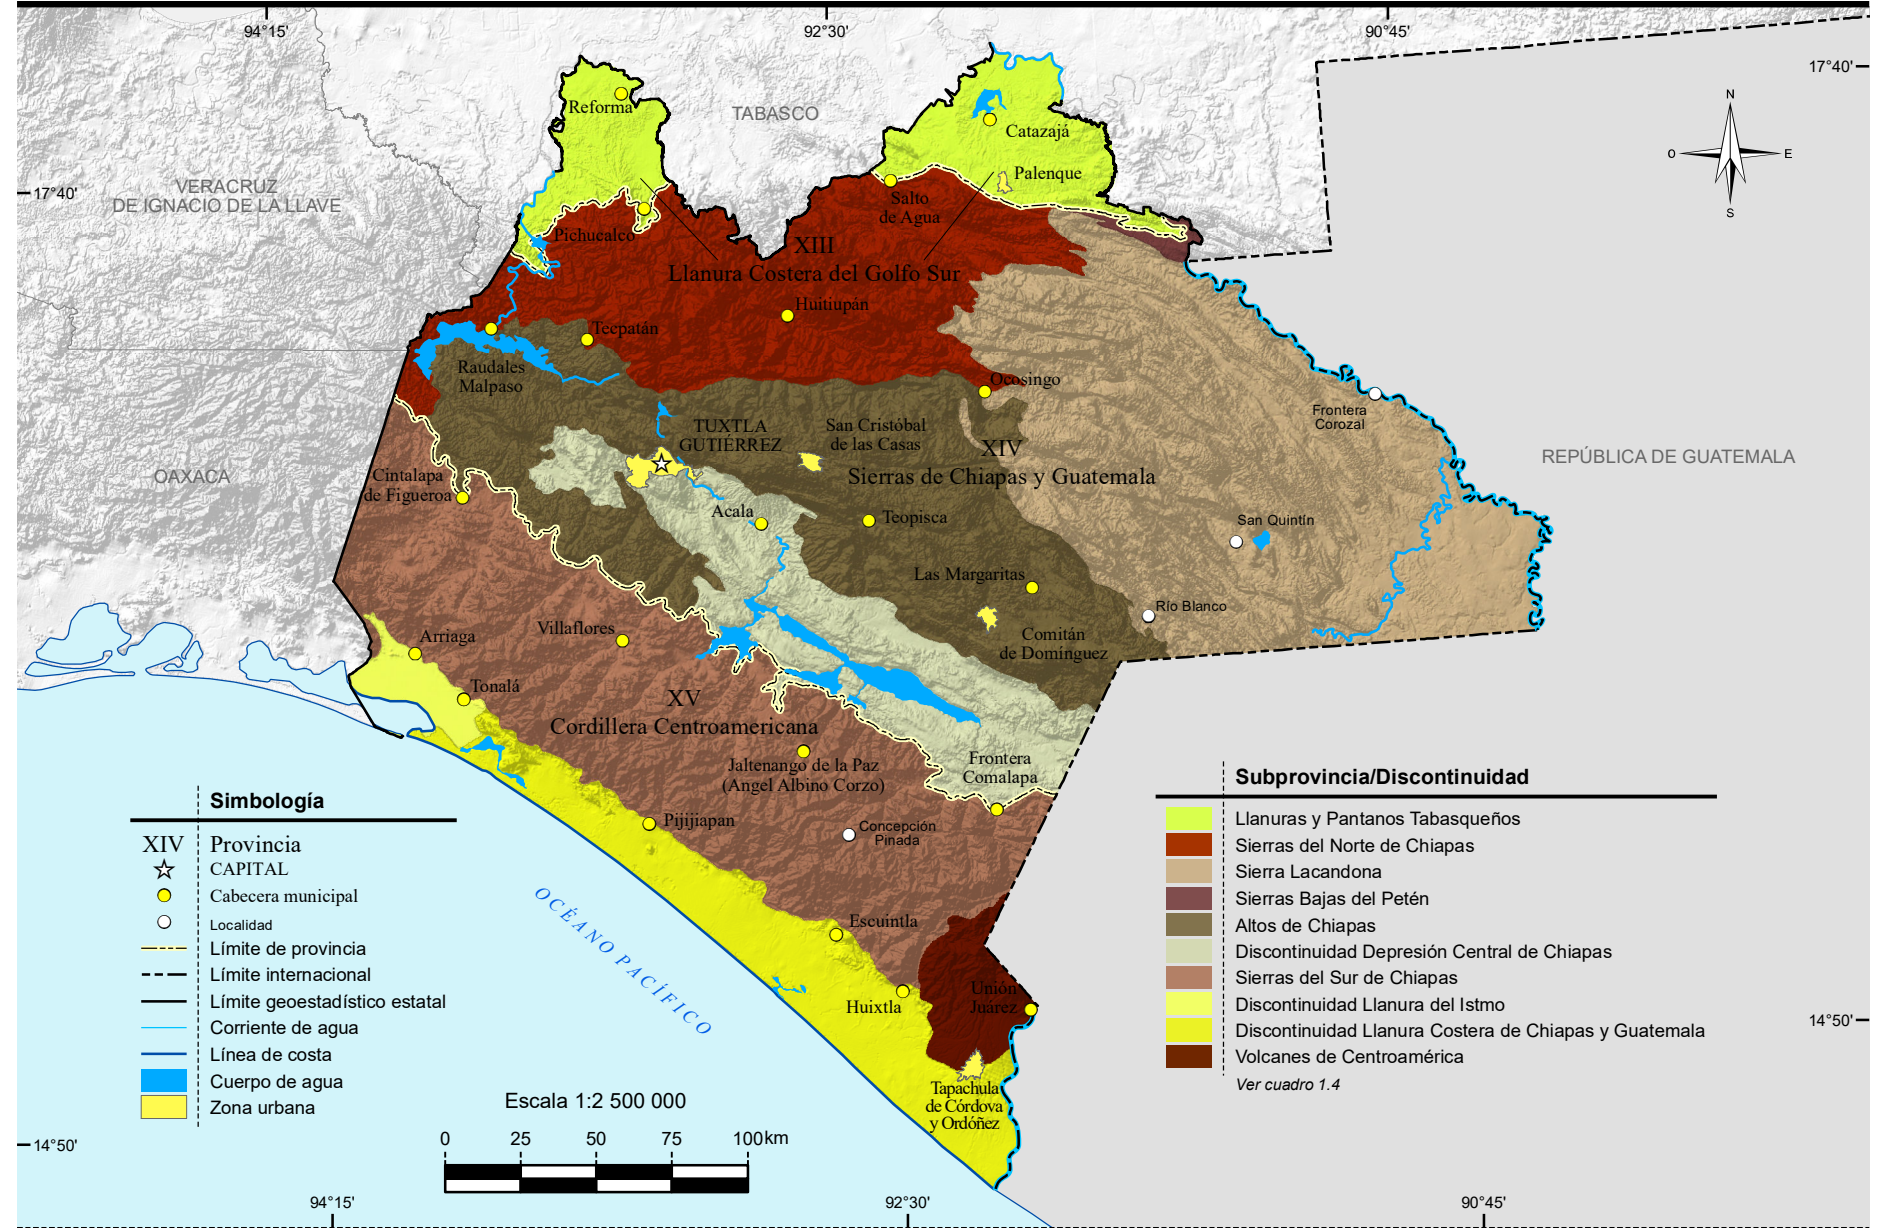 94°15'
92°30'
90°45'
17°40'
17°40'
14°50'
14°50'
94°15'
92°30'
90°45'
N
O
E
S
TABASCO
VERACRUZ
DE IGNACIO DE LA LLAVE
OAXACA
REPÚBLICA DE GUATEMALA
OCÉANO PACÍFICO
Reforma
Catazajá
Palenque
Salto
de Agua
Pichucalco
XIII
Llanura Costera del Golfo Sur
Huitiupán
Tecpatán
Raudales
Malpaso
Ocosingo
Frontera
Corozal
TUXTLA
GUTIÉRREZ
San Cristóbal
de las Casas
XIV
Sierras de Chiapas y Guatemala
Cintalapa
de Figueroa
Acala
Teopisca
San Quintín
Las Margaritas
Río Blanco
Comitán
de Domínguez
Arriaga
Villaflores
Tonalá
XV
Cordillera Centroamericana
Jaltenango de la Paz
(Angel Albino Corzo)
Frontera
Comalapa
Pijijiapan
Concepción
Pinada
Escuintla
Huixtla
Unión
Juárez
Tapachula
de Córdova
y Ordóñez
Simbología
XIV Provincia
CAPITAL
Cabecera municipal
Localidad
Límite de provincia
Límite internacional
Límite geoestadístico estatal
Corriente de agua
Línea de costa
Cuerpo de agua
Zona urbana
Escala 1:2 500 000
0 25 50 75 100 km
Subprovincia/Discontinuidad
Llanuras y Pantanos Tabasqueños
Sierras del Norte de Chiapas
Sierra Lacandona
Sierras Bajas del Petén
Altos de Chiapas
Discontinuidad Depresión Central de Chiapas
Sierras del Sur de Chiapas
Discontinuidad Llanura del Istmo
Discontinuidad Llanura Costera de Chiapas y Guatemala
Volcanes de Centroamérica
Ver cuadro 1.4